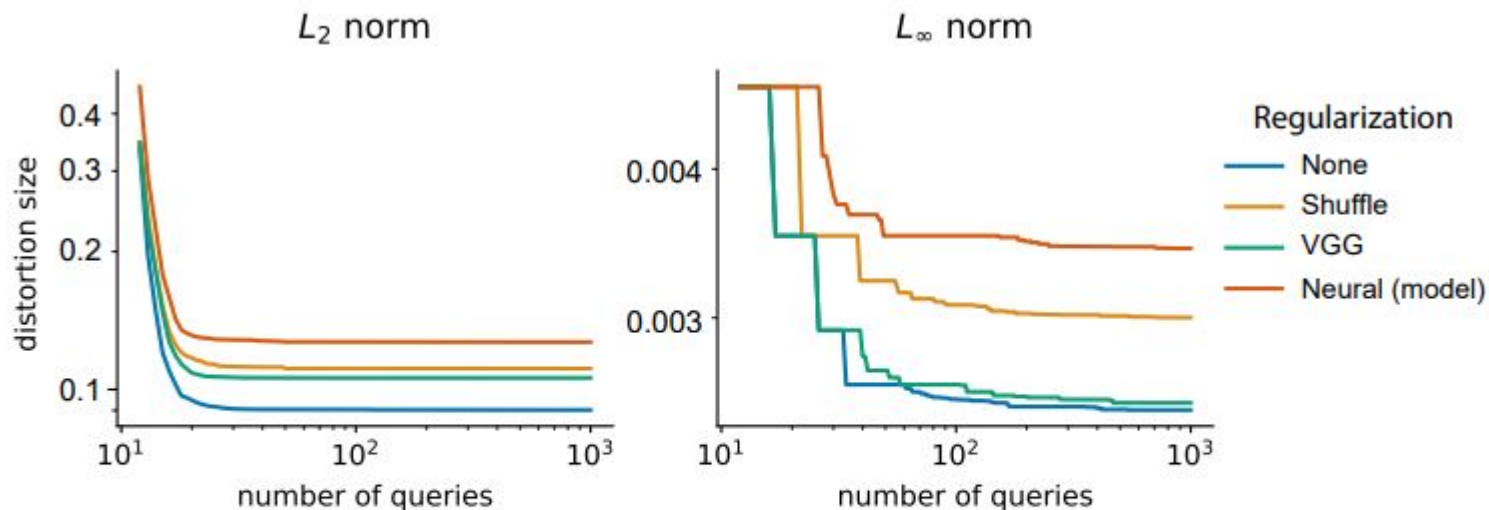 L₂ norm
distortion size
0.4
0.3
0.2
0.1
10¹ 10² 10³
number of queries
L∞ norm
0.004
0.003
10¹ 10² 10³
number of queries
Regularization
None
Shuffle
VGG
Neural (model)